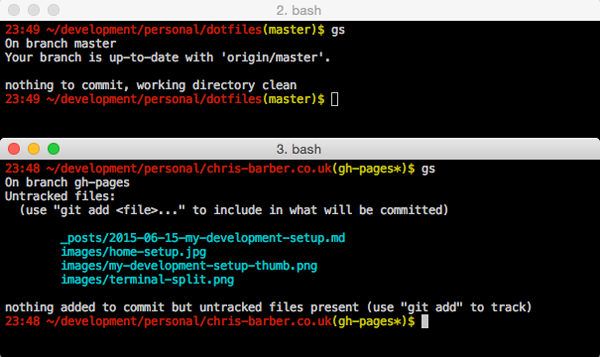 2. bash
23:49 ~/development/personal/dotfiles(master)$ gs
On branch master
Your branch is up-to-date with 'origin/master'.
nothing to commit, working directory clean
23:49 ~/development/personal/dotfiles(master)$
3. bash
23:48 ~/development/personal/chris-barber.co.uk(gh-pages*)$ gs
On branch gh-pages
Untracked files:
(use "git add <file>..." to include in what will be committed)
_posts/2015-06-15-my-development-setup.md
images/home-setup.jpg
images/my-development-setup-thumb.png
images/terminal-split.png
nothing added to commit but untracked files present (use "git add" to track)
23:48 ~/development/personal/chris-barber.co.uk(gh-pages*)$